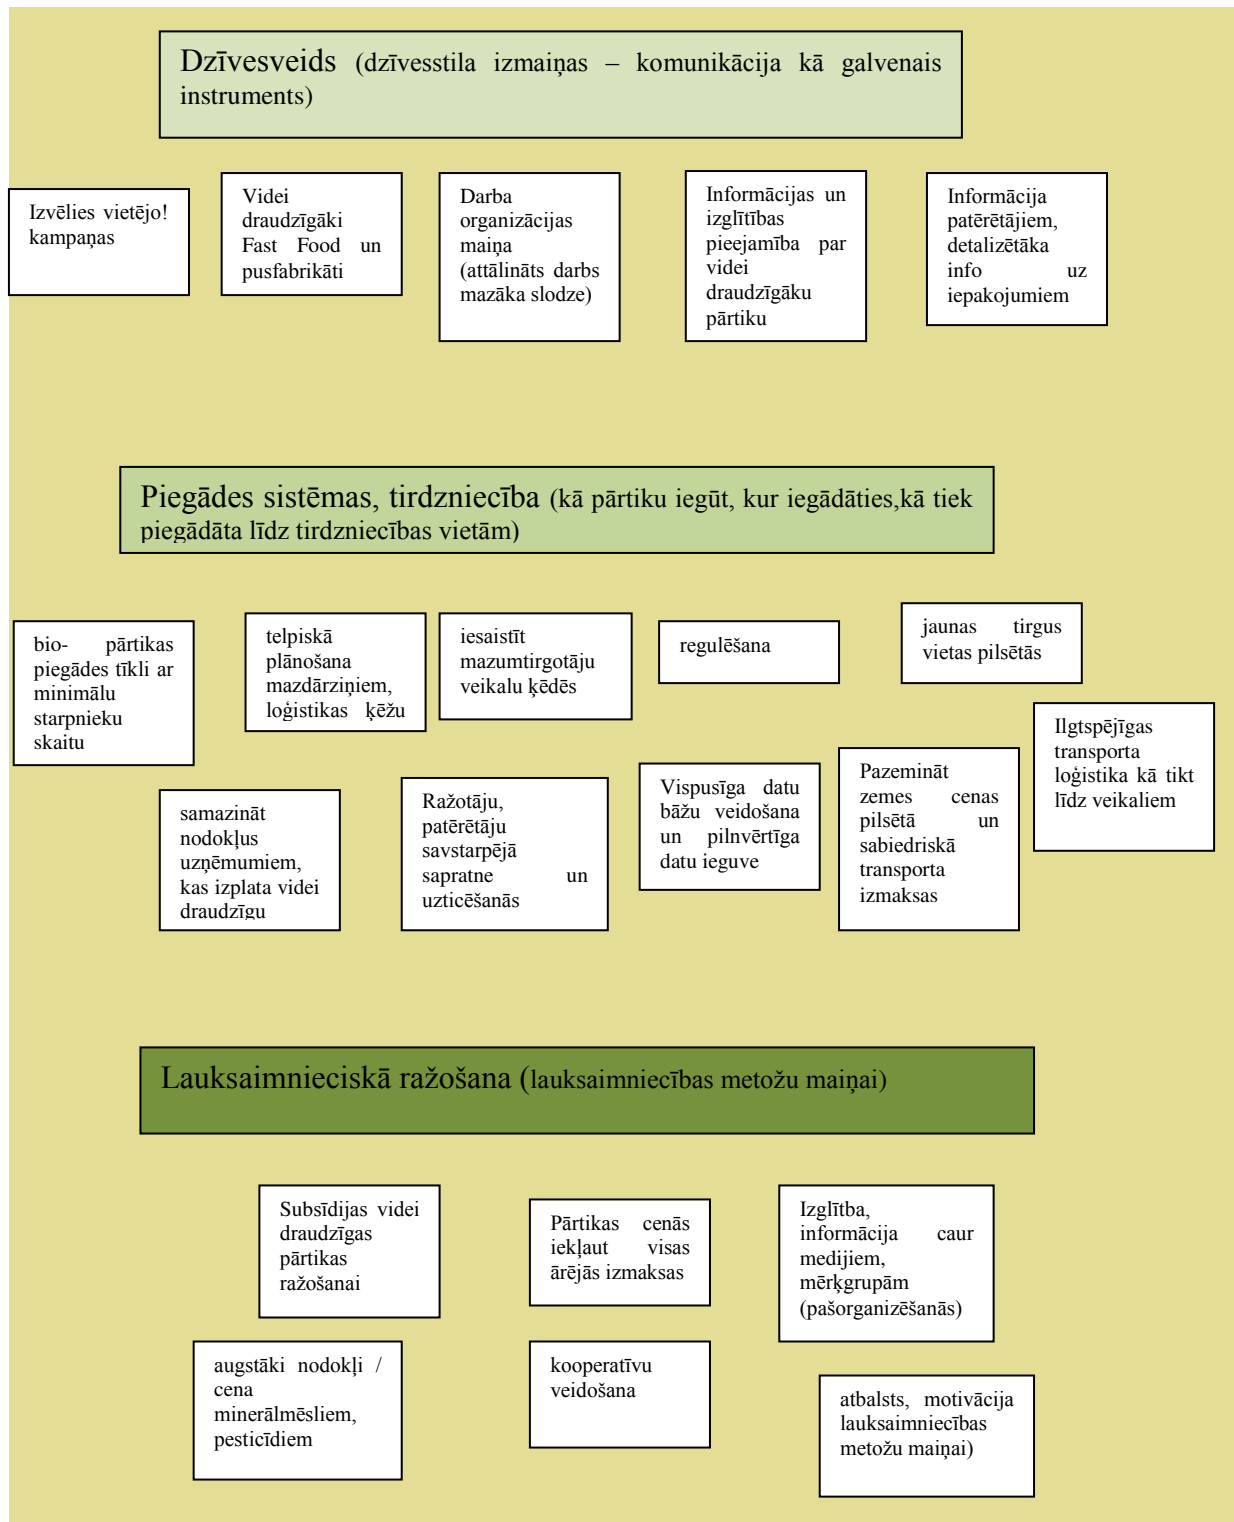 Dzīvesveids (dzīvesstila izmaiņas – komunikācija kā galvenais
instruments)
Izvēlies vietējo!
kampaņas
Videi
draudzīgāki
Fast Food un
pusfabrikāti
Darba
organizācijas
maiņa
(attālināts darbs
mazāka slodze)
Informācijas un
izglītības
pieejamība par
videi
draudzīgāku
pārtiku
Informācija
patērētājiem,
detalizētāka
info uz
iepakojumiem
Piegādes sistēmas, tirdzniecība (kā pārtiku iegūt, kur iegādāties,kā tiek
piegādāta līdz tirdzniecības vietām)
bio- pārtikas
piegādes tīkli ar
minimālu
starpnieku
skaitu
telpiskā
plānošana
mazdārziņiem,
loģistikas ķēžu
iesaistīt
mazumtirgotāju
veikalu ķēdēs
regulēšana
jaunas tirgus
vietas pilsētās
Ilgtspējīgas
transporta
loģistika kā tikt
līdz veikaliem
samazināt
nodokļus
uzņēmumiem,
kas izplata videi
draudzīgu
Ražotāju,
patērētāju
savstarpējā
sapratne un
uzticēšanās
Vispusīga datu
bāžu veidošana
un pilnvērtīga
datu ieguve
Pazemināt
zemes cenas
pilsētā un
sabiedriskā
transporta
izmaksas
Lauksaimnieciskā ražošana (lauksaimniecības metožu maiņai)
Subsīdijas videi
draudzīgas
pārtikas
ražošanai
Pārtikas cenās
iekļaut visas
ārējās izmaksas
Izglītba,
informācija caur
medijiem,
mērķgrupām
(pašorganizēšanās)
augstāki nodokļi /
cena
minerālmēsliem,
pesticīdiem
kooperatīvu
veidošana
atbalsts, motivācija
lauksaimniecības
metožu maiņai)